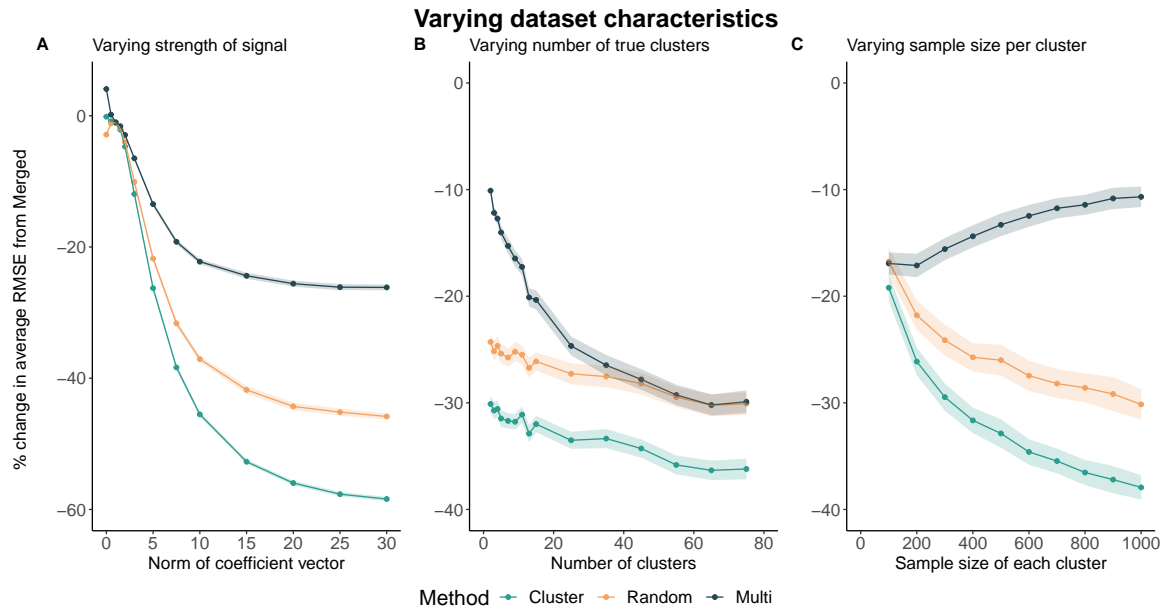 Varying dataset characteristics
A Varying strength of signal
B Varying number of true clusters
C Varying sample size per cluster
% change in average RMSE from Merged
0
−20
−40
−60
0 5 10 15 20 25 30
Norm of coefficient vector
0
−10
−20
−30
−40
0 20 40 60 80
Number of clusters
0
−10
−20
−30
−40
0 200 400 600 800 1000
Sample size of each cluster
Method Cluster Random Multi